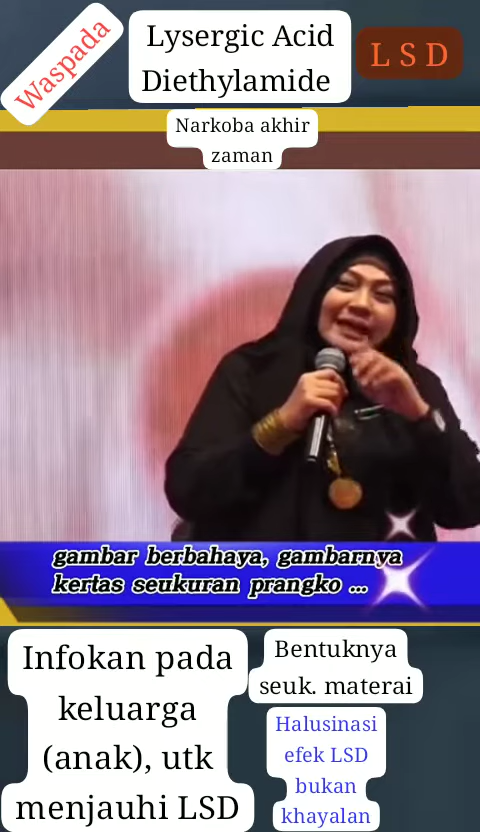 Waspada
Lysergic Acid
Diethylamide
L S D
Narkoba akhir
zaman
gambar berbahaya, gambarnya
kertas seukuran prangko ...
Infokan pada
keluarga
(anak), utk
menjauhi LSD
Bentuknya
seuk. materai
Halusinasi
efek LSD
bukan
khayalan